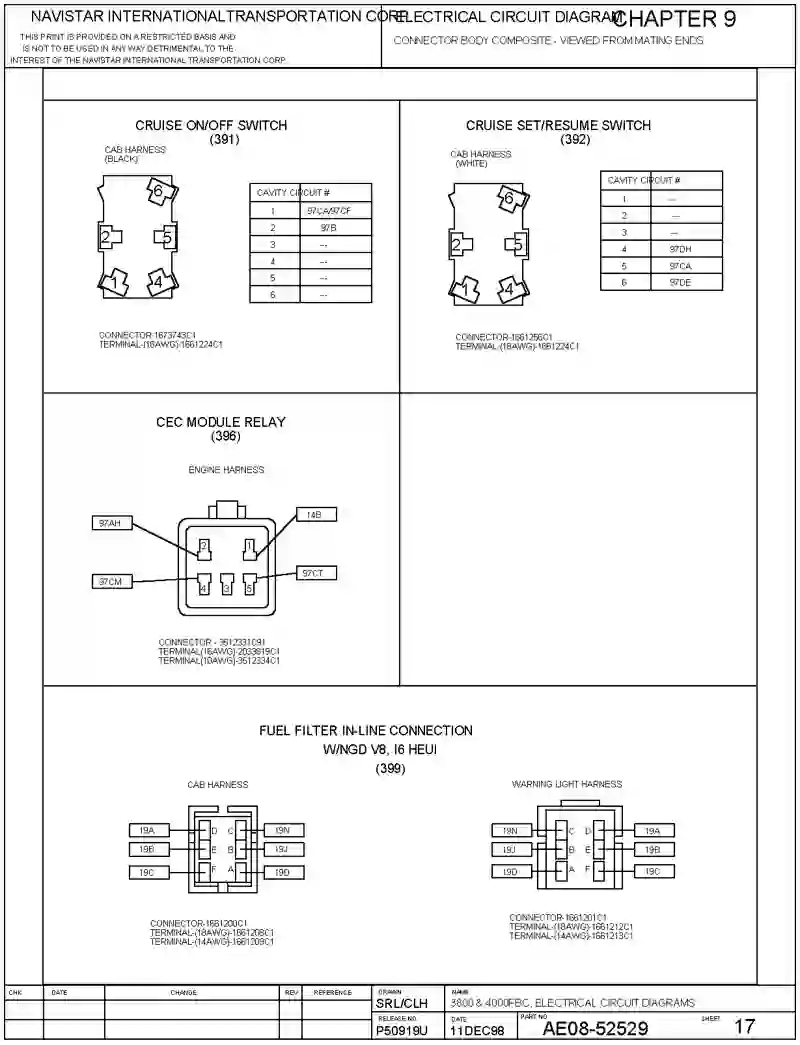 NAVISTAR INTERNATIONAL TRANSPORTATION CORP.
THIS PRINT IS PROVIDED ON A RESTRICTED BASIS AND
IS NOT TO BE USED IN ANY WAY DETRIMENTAL TO THE
INTEREST OF THE NAVISTAR INTERNATIONAL TRANSPORTATION CORP.
ELECTRICAL CIRCUIT DIAGRAM
CHAPTER 9
CONNECTOR BODY COMPOSITE - VIEWED FROM MATING ENDS
CRUISE ON/OFF SWITCH
(391)
CAB HARNESS
(BLACK)
6
2 5
1 4
CAVITY CIRCUIT #
1 97CA/97CF
2 97B
3 ---
4 ---
5 ---
6 ---
CONNECTOR-1673743C1
TERMINAL-(18AWG)-1661224C1
CRUISE SET/RESUME SWITCH
(392)
CAB HARNESS
(WHITE)
6
2 5
1 4
CAVITY CIRCUIT #
1 ---
2 ---
3 ---
4 97DH
5 97CA
6 97DE
CONNECTOR-1661256C1
TERMINAL-(18AWG)-1661224C1
CEC MODULE RELAY
(396)
ENGINE HARNESS
97AH 14B
2 1
97CM 97CT
4 3 5
CONNECTOR - 3512331C91
TERMINAL(16AWG)-2033819C1
TERMINAL(10AWG)-3512334C1
FUEL FILTER IN-LINE CONNECTION
W/NGD V8, I6 HEUI
(399)
CAB HARNESS
19A D C 19N
19B E B 19J
19C F A 19D
CONNECTOR-1661200C1
TERMINAL-(18AWG)-1661208C1
TERMINAL-(14AWG)-1661209C1
WARNING LIGHT HARNESS
19N C D 19A
19J B E 19B
19D A F 19C
CONNECTOR-1661201C1
TERMINAL-(18AWG)-1661212C1
TERMINAL-(14AWG)-1661213C1
CHK DATE CHANGE REV REFERENCE
DRAWN
SRL/CLH
NAME
3800 & 4000FBC, ELECTRICAL CIRCUIT DIAGRAMS
RELEASE NO.
P50919U
DATE
11DEC98
PART NO
AE08-52529
SHEET
17